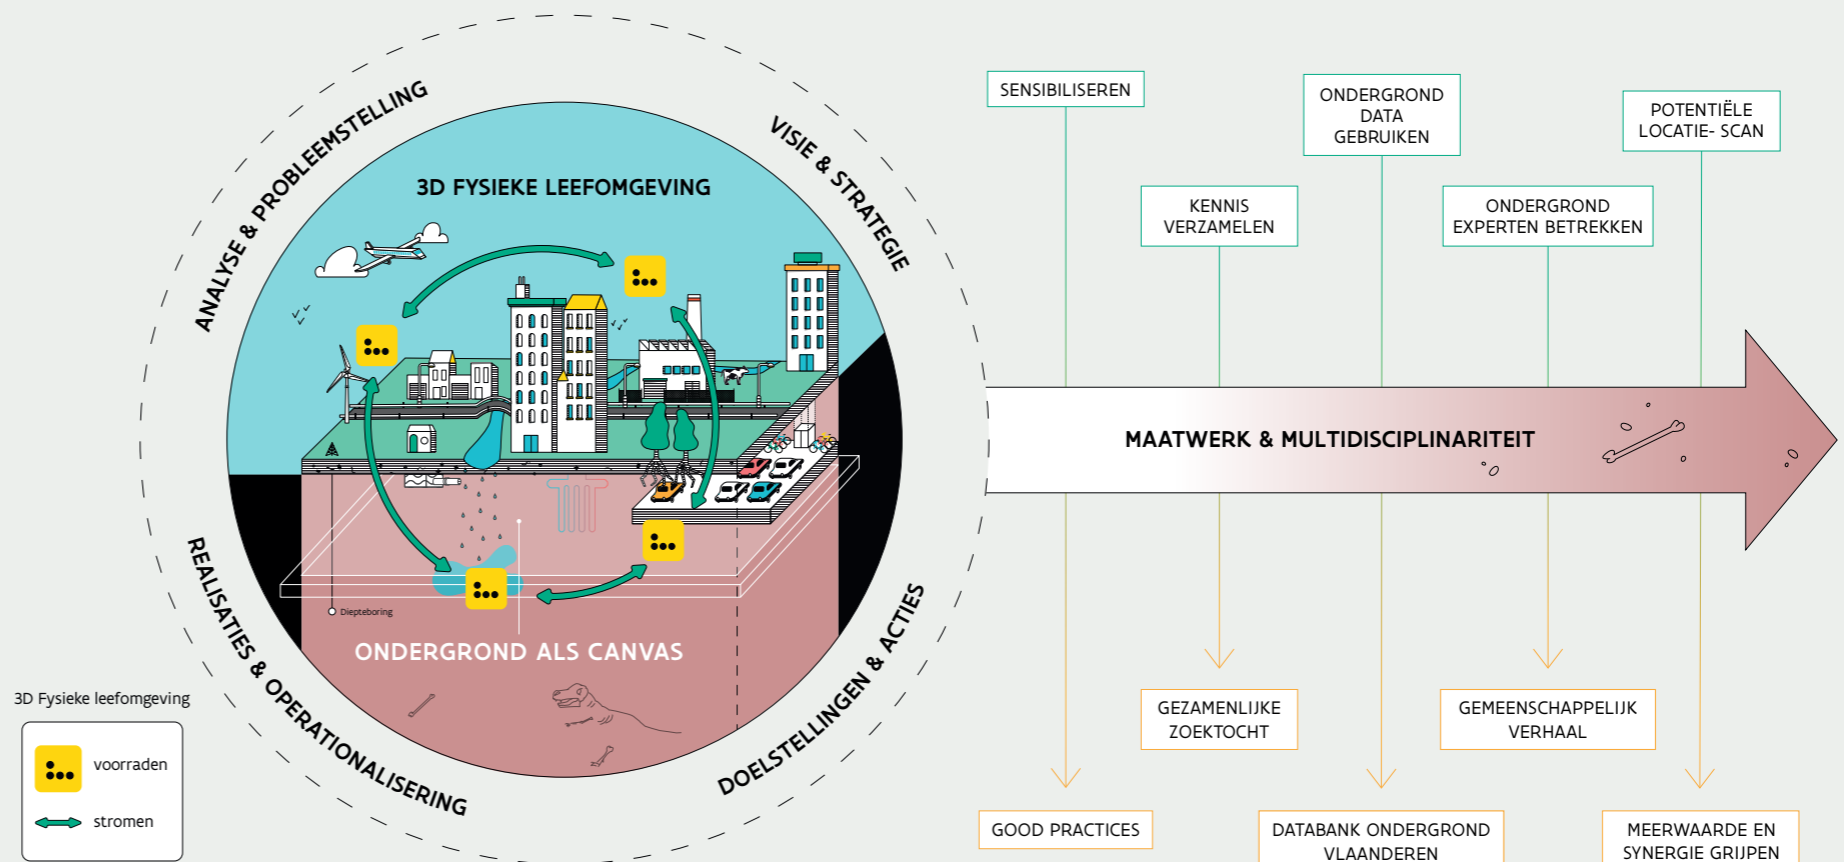 ANALYSE & PROBLEEMSTELLING
VISIE & STRATEGIE
3D FYSIEKE LEEFOMGEVING
Diepteboring
ONDERGROND ALS CANVAS
REALISATIES & OPERATIONALISERING
DOELSTELLINGEN & ACTIES
3D Fysieke leefomgeving
voorraden
stromen
SENSIBILISEREN
KENNIS
VERZAMELEN
ONDERGROND
DATA
GEBRUIKEN
ONDERGROND
EXPERTEN BETREKKEN
POTENTIËLE
LOCATIE- SCAN
MAATWERK & MULTIDISCIPLINARITEIT
GOOD PRACTICES
GEZAMENLIJKE
ZOEKTOCHT
DATABANK ONDERGROND
VLAANDEREN
GEMEENSCHAPPELIJK
VERHAAL
MEERWAARDE EN
SYNERGIE GRIJPEN